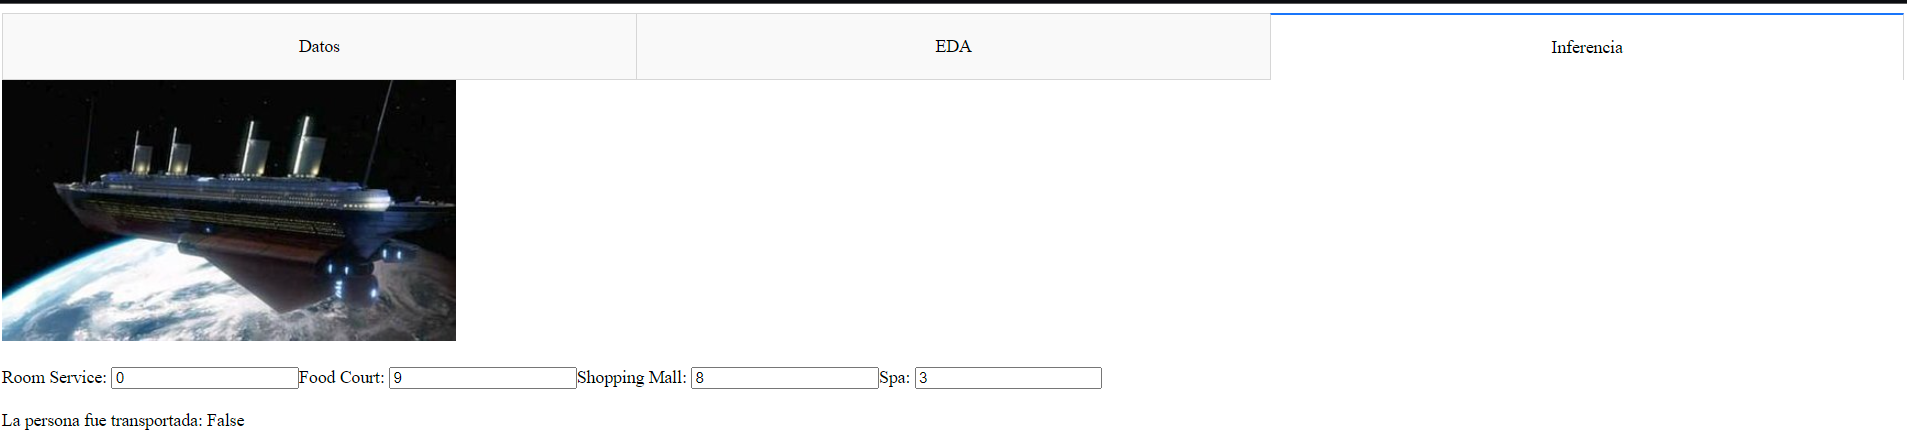 Datos EDA Inferencia
Room Service: 0 Food Court: 9 Shopping Mall: 8 Spa: 3
La persona fue transportada: False